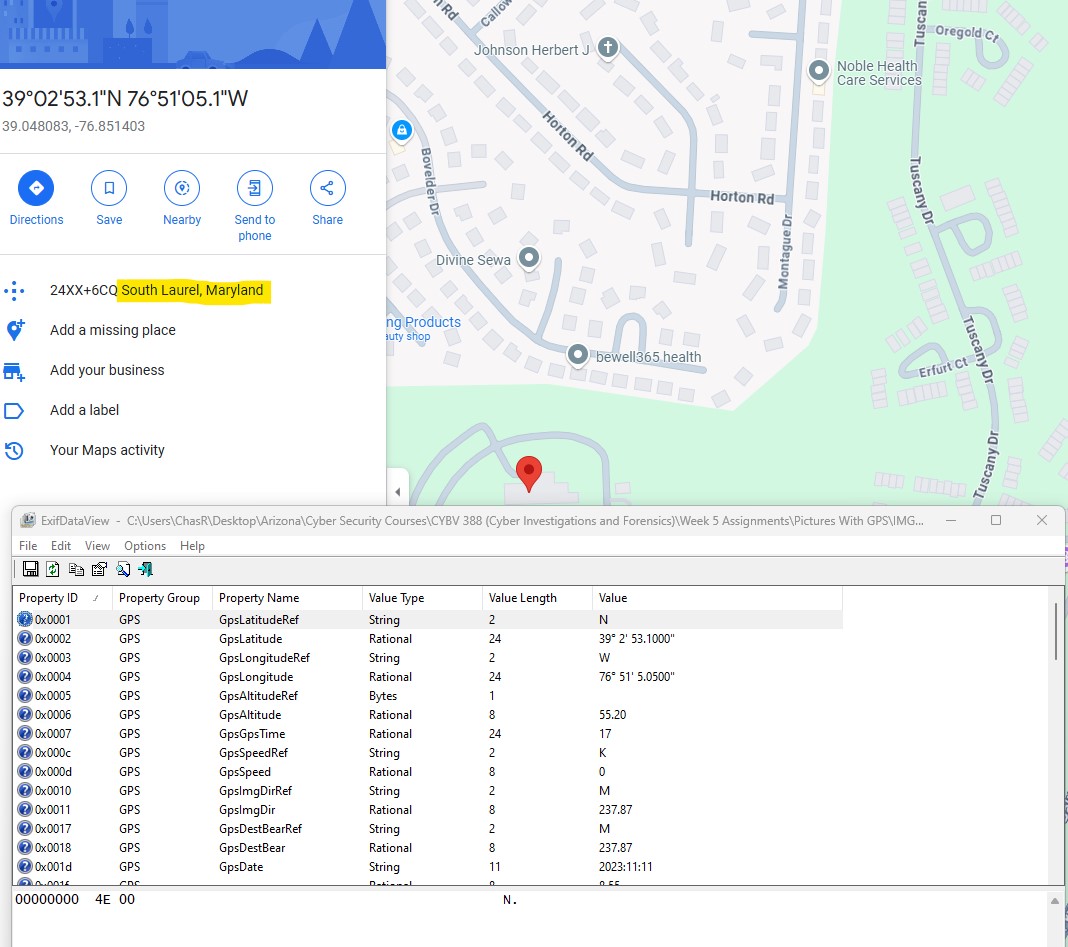 39°02'53.1"N 76°51'05.1"W
39.048083, -76.851403
Directions
Save
Nearby
Send to
phone
Share
24XX+6CQ South Laurel, Maryland
Add a missing place
Add your business
Add a label
Your Maps activity
Johnson Herbert J
Noble Health
Care Services
Oregold Ct
Horton Rd
Bovelder Dr
Horton Rd
Montague Dr
Tuscany Dr
Divine Sewa
ng Products
auty shop
bewell365.health
Erfurt Ct
Tuscany Dr
Tuscany Dr
ExifDataView - C:\Users\ChasR\Desktop\Arizona\Cyber Security Courses\CYBV 388 (Cyber Investigations and Forensics)\Week 5 Assignments\Pictures With GPS\IMG...
File Edit View Options Help
Property ID Property Group Property Name Value Type Value Length Value
0x0001 GPS GpsLatitudeRef String 2 N
0x0002 GPS GpsLatitude Rational 24 39° 2' 53.1000"
0x0003 GPS GpsLongitudeRef String 2 W
0x0004 GPS GpsLongitude Rational 24 76° 51' 5.0500"
0x0005 GPS GpsAltitudeRef Bytes 1
0x0006 GPS GpsAltitude Rational 8 55.20
0x0007 GPS GpsGpsTime Rational 24 17
0x000c GPS GpsSpeedRef String 2 K
0x000d GPS GpsSpeed Rational 8 0
0x0010 GPS GpsImgDirRef String 2 M
0x0011 GPS GpsImgDir Rational 8 237.87
0x0017 GPS GpsDestBearRef String 2 M
0x0018 GPS GpsDestBear Rational 8 237.87
0x001d GPS GpsDate String 11 2023:11:11
00000000 4E 00 N.